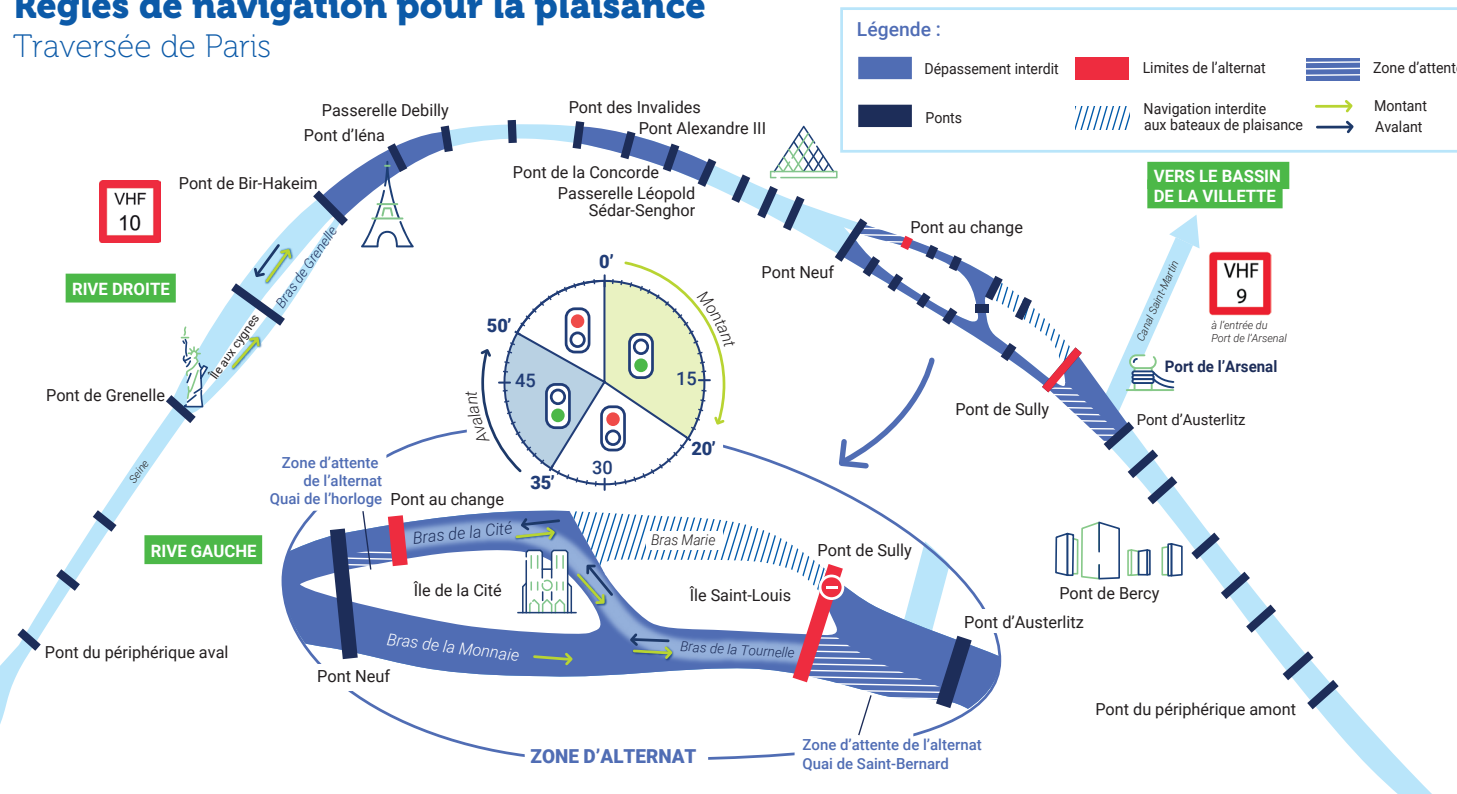 Règles de navigation pour la plaisance
Traversée de Paris
Légende :
Dépassement interdit
Limites de l'alternat
Zone d'attente
Ponts
Navigation interdite
aux bateaux de plaisance
Montant
Avalant
Passerelle Debilly
Pont d'Iéna
Pont de Bir-Hakeim
Pont des Invalides
Pont Alexandre III
Pont de la Concorde
Passerelle Léopold
Sédar-Senghor
VHF
10
RIVE DROITE
Bras de Grenelle
Île aux cygnes
Pont de Grenelle
Seine
Pont Neuf
Pont au change
VERS LE BASSIN
DE LA VILLETTE
Canal Saint-Martin
VHF
9
à l'entrée du
Port de l'Arsenal
Port de l'Arsenal
Pont de Sully
Pont d'Austerlitz
0'
Montant
50'
45
15
Avalant
20'
30
35'
Zone d'attente
de l'alternat
Quai de l'horloge
Pont au change
RIVE GAUCHE
Bras de la Cité
Bras Marie
Pont de Sully
Île de la Cité
Île Saint-Louis
Pont d'Austerlitz
Bras de la Monnaie
Bras de la Tournelle
Pont Neuf
Pont de Bercy
Pont du périphérique aval
Pont du périphérique amont
ZONE D'ALTERNAT
Zone d'attente de l'alternat
Quai de Saint-Bernard